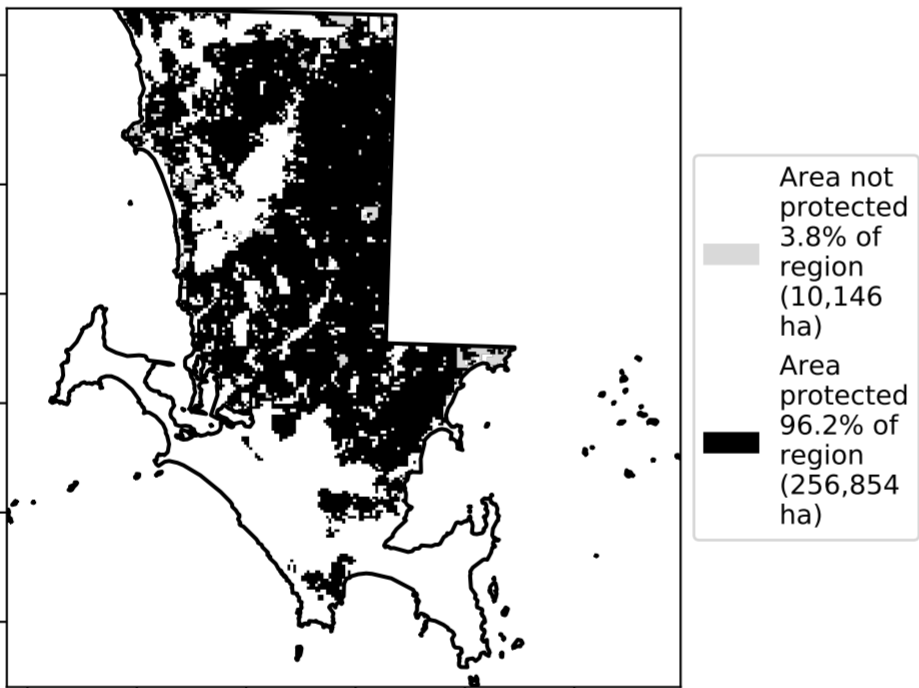 Area not
protected
3.8% of
region
(10,146
ha)
Area
protected
96.2% of
region
(256,854
ha)